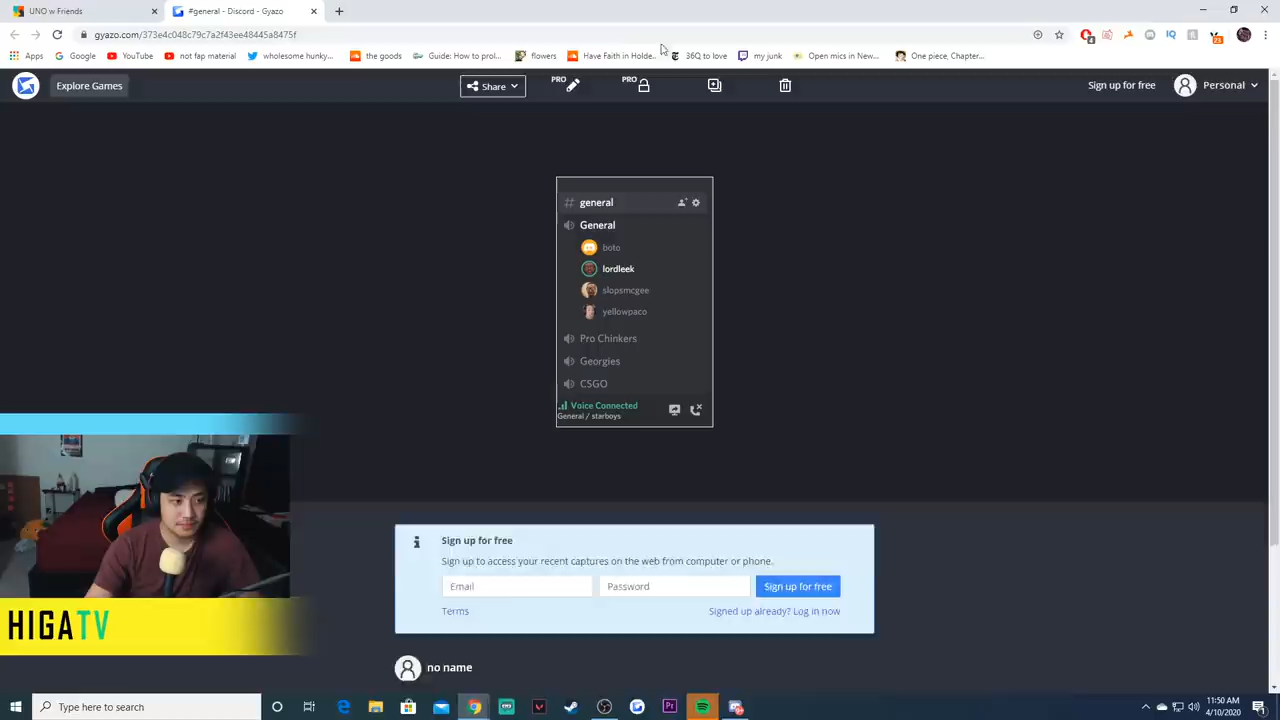 UNO w Friends
#general - Discord - Gyazo
gyazo.com/373e4c048c79c7a2f43ee48445a8475f
Apps
Google
YouTube
not fap material
wholesome hunky...
the goods
Guide: How to prol...
flowers
Have Faith in Holde...
36Q to love
my junk
Open mics in New...
One piece, Chapter...
Explore Games
Share
PRO
PRO
Sign up for free
Personal
# general
General
boto
lordleek
slopsmcgee
yellowpaco
Pro Chinkers
Georgies
CSGO
Voice Connected
General / starboys
Sign up for free
Sign up to access your recent captures on the web from computer or phone.
Email
Password
Sign up for free
Terms
Signed up already? Log in now
HIGATV
no name
Type here to search
11:50 AM
4/10/2020